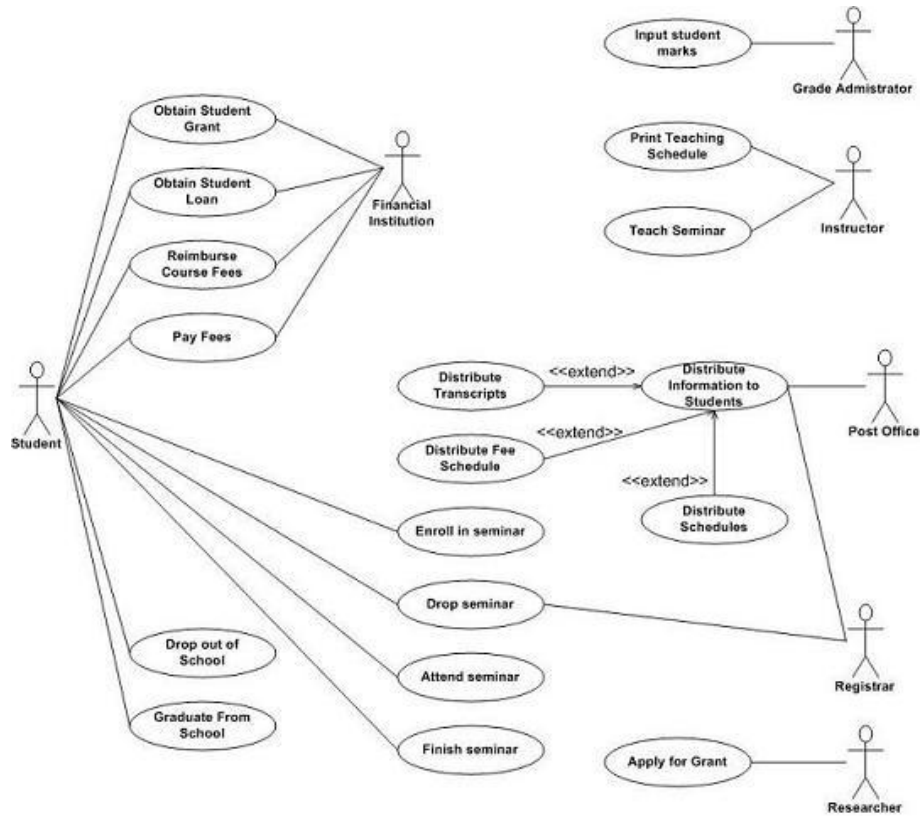 Input student
marks
Grade Admistrator
Obtain Student
Grant
Print Teaching
Schedule
Obtain Student
Loan
Financial
Institution
Teach Seminar
Instructor
Reimburse
Course Fees
Pay Fees
Student
Distribute
Transcripts
<<extend>>
Distribute
Information to
Students
Post Office
<<extend>>
Distribute Fee
Schedule
<<extend>>
Distribute
Schedules
Enroll in seminar
Drop seminar
Drop out of
School
Attend seminar
Registrar
Graduate From
School
Finish seminar
Apply for Grant
Researcher